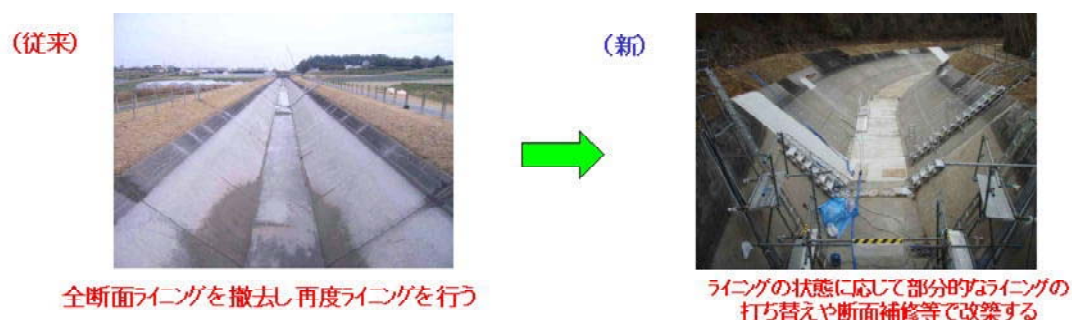 (従来)
(新)
全断面ライニングを撤去し再度ライニングを行う
ライニングの状態に応じて部分的なライニングの
打ち替えや断面補修等で改築する